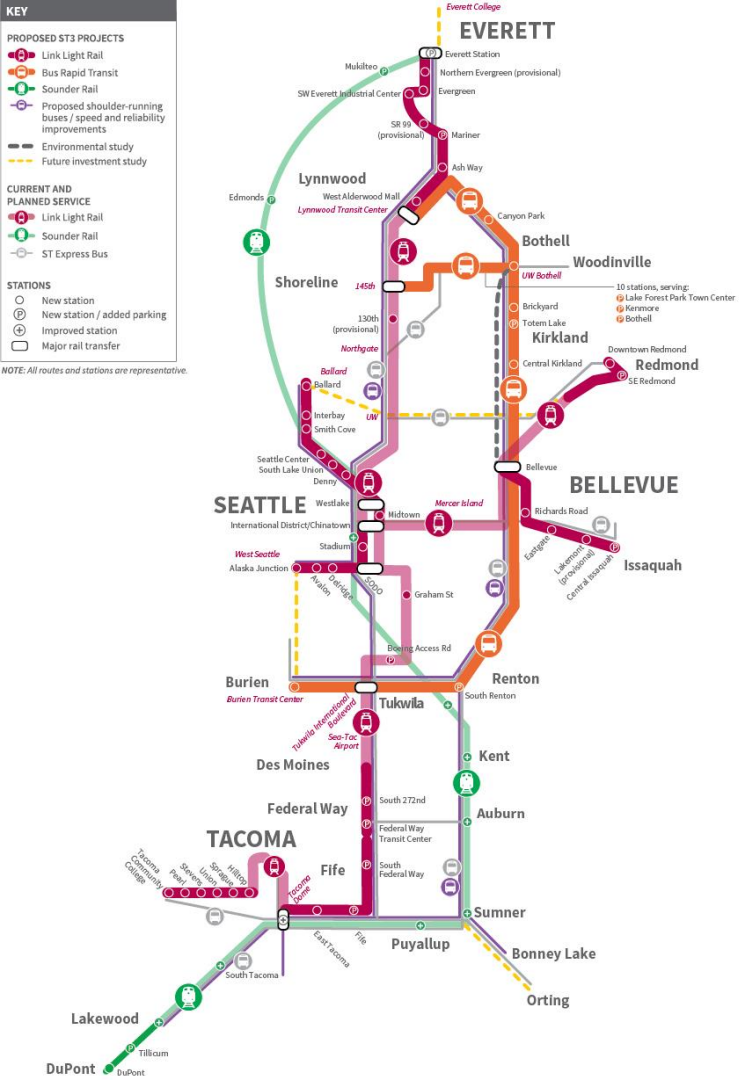 KEY
PROPOSED ST3 PROJECTS
Link Light Rail
Bus Rapid Transit
Sounder Rail
Proposed shoulder-running
buses / speed and reliability
improvements
Environmental study
Future investment study
CURRENT AND
PLANNED SERVICE
Link Light Rail
Sounder Rail
ST Express Bus
STATIONS
New station
P New station / added parking
Improved station
Major rail transfer
NOTE: All routes and stations are representative.
Everett College
EVERETT
Everett Station
Mukilteo
Northern Evergreen (provisional)
SW Everett Industrial Center
Evergreen
SR 99
(provisional)
Mariner
Ash Way
Lynnwood
Edmonds
West Alderwood Mall
Lynnwood Transit Center
Canyon Park
Bothell
Woodinville
UW Bothell
Shoreline
145th
10 stations, serving:
P Lake Forest Park Town Center
P Kenmore
P Bothell
130th
(provisional)
Brickyard
Totem Lake
Kirkland
Northgate
Downtown Redmond
Redmond
Central Kirkland
SE Redmond
Ballard
Ballard
Interbay
UW
Smith Cove
Seattle Center
South Lake Union
Denny
Bellevue
BELLEVUE
SEATTLE
Westlake
Midtown
Mercer Island
Richards Road
International District/Chinatown
Stadium
Eastgate
Lakemont
(provisional)
Central Issaquah
Issaquah
West Seattle
Alaska Junction
Avalon
Delridge
SODO
Graham St
Boeing Access Rd
Burien
Renton
Burien Transit Center
South Renton
Tukwila
Tukwila International
Boulevard
Sea-Tac
Airport
Kent
Des Moines
South 272nd
Federal Way
Auburn
Federal Way
Transit Center
TACOMA
Fife
South
Federal Way
Tacoma
Community
College
Pearl
Stevens
Union
Sprague
Hilltop
Tacoma
Dome
Sumner
East Tacoma
Fife
Puyallup
Bonney Lake
South Tacoma
Orting
Lakewood
Tillicum
DuPont
DuPont